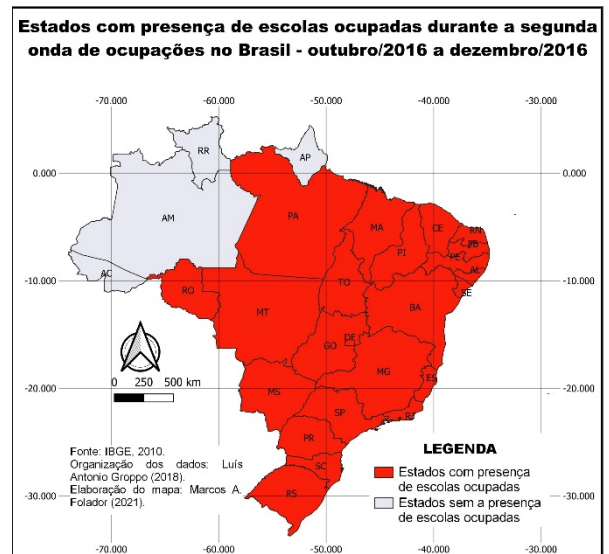 Estados com presença de escolas ocupadas durante a segunda
onda de ocupações no Brasil - outubro/2016 a dezembro/2016
-70.000 -60.000 -50.000 -40.000 -30.000
RR
AP
0.000 0.000
AM
PA
MA
CE
RN
PB
PI
PE
AL
AC
-10.000 -10.000
RO
TO
SE
BA
MT
DF
GO
MG
ES
0 250 500 km
-20.000 -20.000
MS
SP
RJ
PR
SC
RS
Fonte: IBGE, 2010.
Organização dos dados: Luís
Antonio Groppo (2018).
Elaboração do mapa: Marcos A.
Folador (2021).
LEGENDA
Estados com presença
de escolas ocupadas
Estados sem a presença
de escolas ocupadas
-30.000 -30.000
-70.000 -60.000 -50.000 -40.000 -30.000